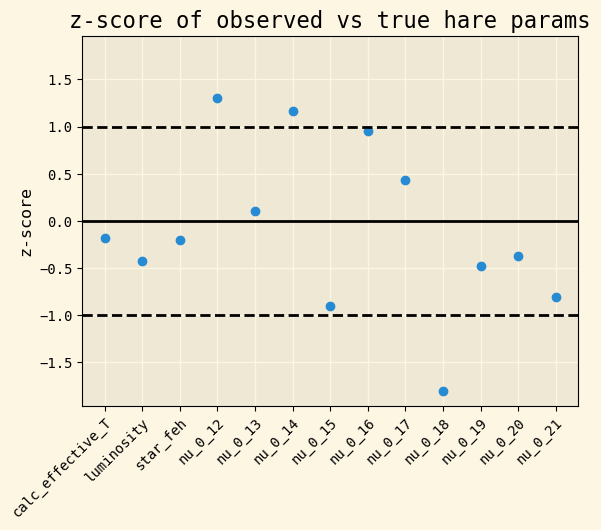 z-score of observed vs true hare params
z-score
1.5
1.0
0.5
0.0
−0.5
−1.0
−1.5
calc_effective_T
luminosity
star_feh
nu_0_12
nu_0_13
nu_0_14
nu_0_15
nu_0_16
nu_0_17
nu_0_18
nu_0_19
nu_0_20
nu_0_21